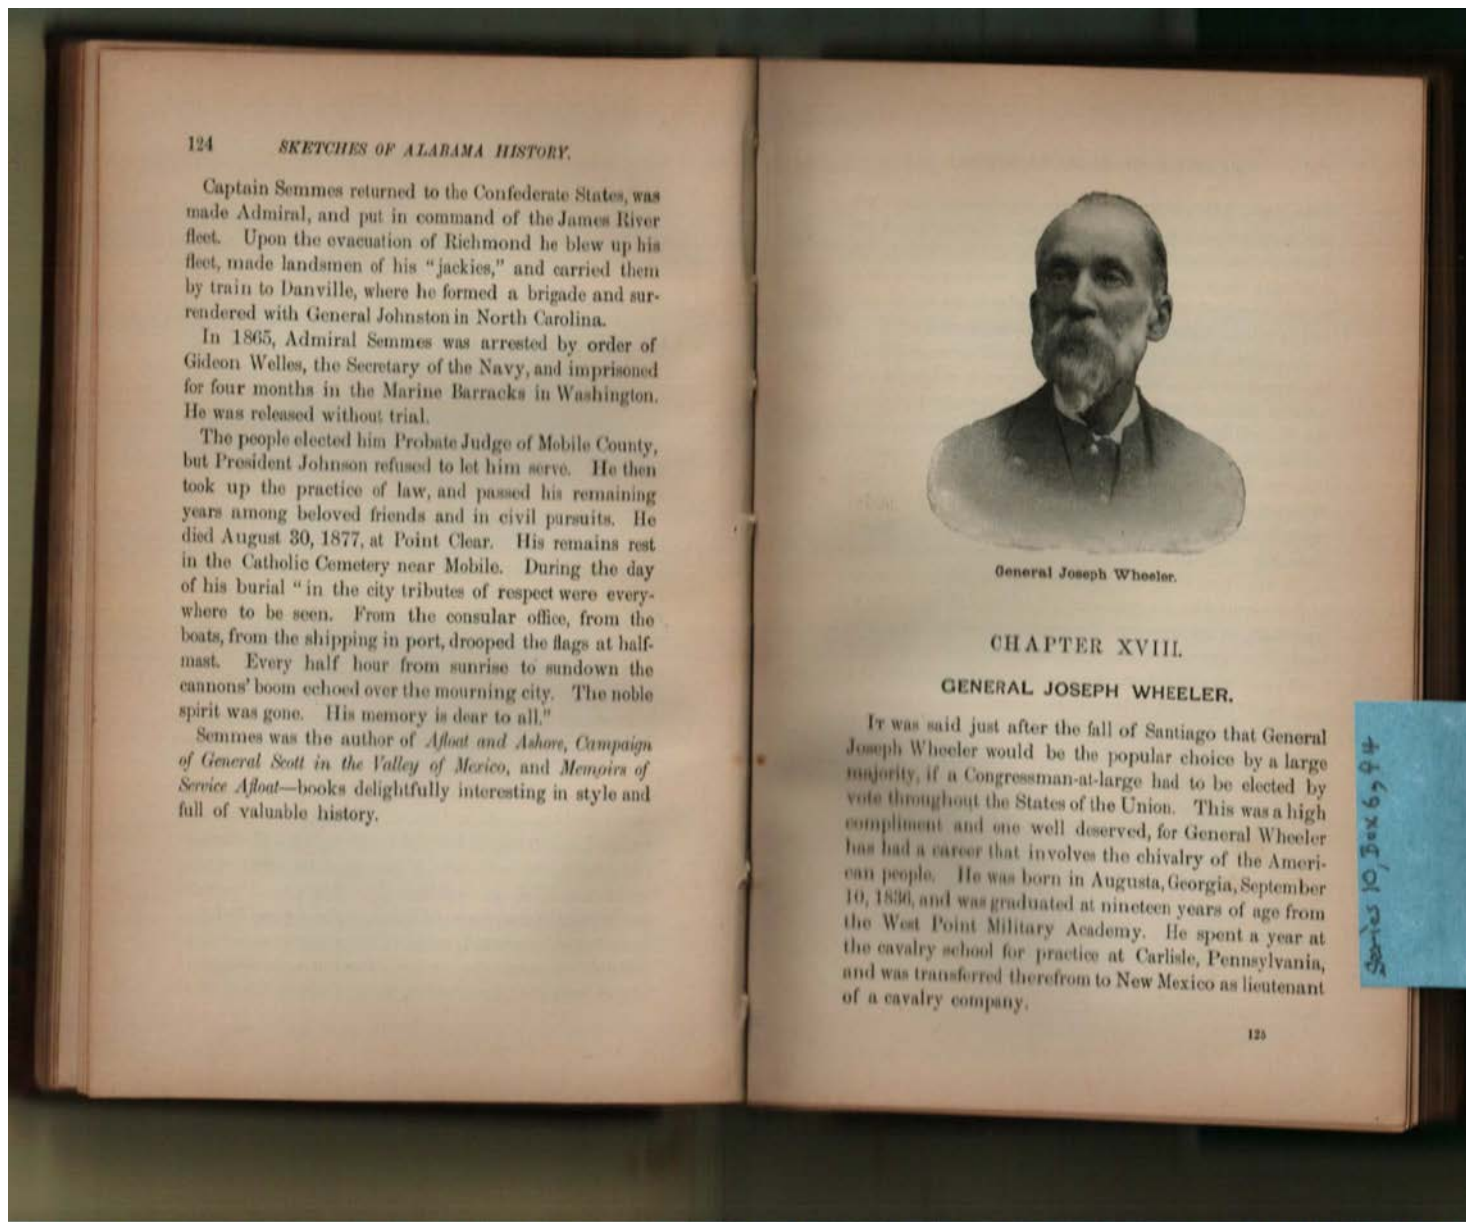 124 SKETCHES OF ALABAMA HISTORY.
Captain Semmes returned to the Confederate States, was
made Admiral, and put in command of the James River
fleet. Upon the evacuation of Richmond he blew up his
fleet, made landsmen of his “jackies,” and carried them
by train to Danville, where he formed a brigade and sur-
rendered with General Johnston in North Carolina.
In 1865, Admiral Semmes was arrested by order of
Gideon Welles, the Secretary of the Navy, and imprisoned
for four months in the Marine Barracks in Washington.
He was released without trial.
The people elected him Probate Judge of Mobile County,
but President Johnson refused to let him serve. He then
took up the practice of law, and passed his remaining
years among beloved friends and in civil pursuits. He
died August 30, 1877, at Point Clear. His remains rest
in the Catholic Cemetery near Mobile. During the day
of his burial “in the city tributes of respect were every-
where to be seen. From the consular office, from the
boats, from the shipping in port, drooped the flags at half-
mast. Every half hour from sunrise to sundown the
cannons’ boom echoed over the mourning city. The noble
spirit was gone. His memory is dear to all.”
Semmes was the author of Afloat and Ashore, Campaign
of General Scott in the Valley of Mexico, and Memoirs of
Service Afloat—books delightfully interesting in style and
full of valuable history.
General Joseph Wheeler.
CHAPTER XVIII.
GENERAL JOSEPH WHEELER.
IT was said just after the fall of Santiago that General
Joseph Wheeler would be the popular choice by a large
majority, if a Congressman-at-large had to be elected by
vote throughout the States of the Union. This was a high
compliment and one well deserved, for General Wheeler
has had a career that involves the chivalry of the Ameri-
can people. He was born in Augusta, Georgia, September
10, 1836, and was graduated at nineteen years of age from
the West Point Military Academy. He spent a year at
the cavalry school for practice at Carlisle, Pennsylvania,
and was transferred therefrom to New Mexico as lieutenant
of a cavalry company.
125
Series 10, Box 6, 94